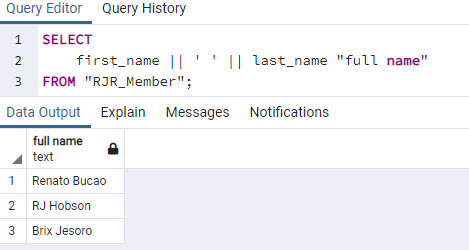 Query Editor Query History
1 SELECT
2 first_name || ' ' || last_name "full name"
3 FROM "RJR_Member";
Data Output Explain Messages Notifications
full name
text
1 Renato Bucao
2 RJ Hobson
3 Brix Jesoro